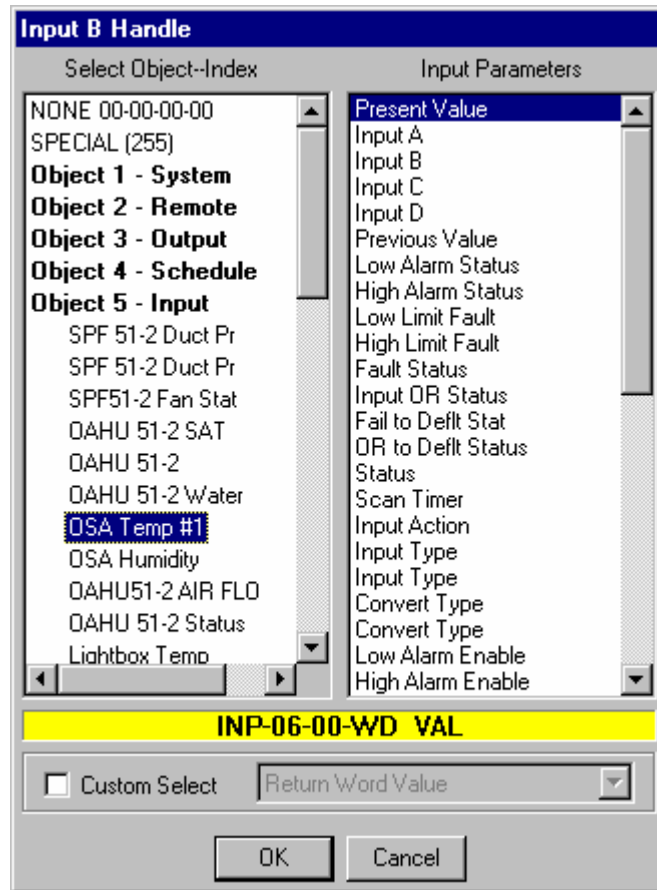 Input B Handle
Select Object--Index
NONE 00-00-00-00
SPECIAL (255)
Object 1 - System
Object 2 - Remote
Object 3 - Output
Object 4 - Schedule
Object 5 - Input
SPF 51-2 Duct Pr
SPF 51-2 Duct Pr
SPF51-2 Fan Stat
OAHU 51-2 SAT
OAHU 51-2
OAHU 51-2 Water
OSA Temp #1
OSA Humidity
OAHU51-2 AIR FLO
OAHU 51-2 Status
Lightbox Temp
Input Parameters
Present Value
Input A
Input B
Input C
Input D
Previous Value
Low Alarm Status
High Alarm Status
Low Limit Fault
High Limit Fault
Fault Status
Input OR Status
Fail to Deflt Stat
OR to Deflt Status
Status
Scan Timer
Input Action
Input Type
Input Type
Convert Type
Convert Type
Low Alarm Enable
High Alarm Enable
INP-06-00-WD VAL
Custom Select
Return Word Value
OK
Cancel